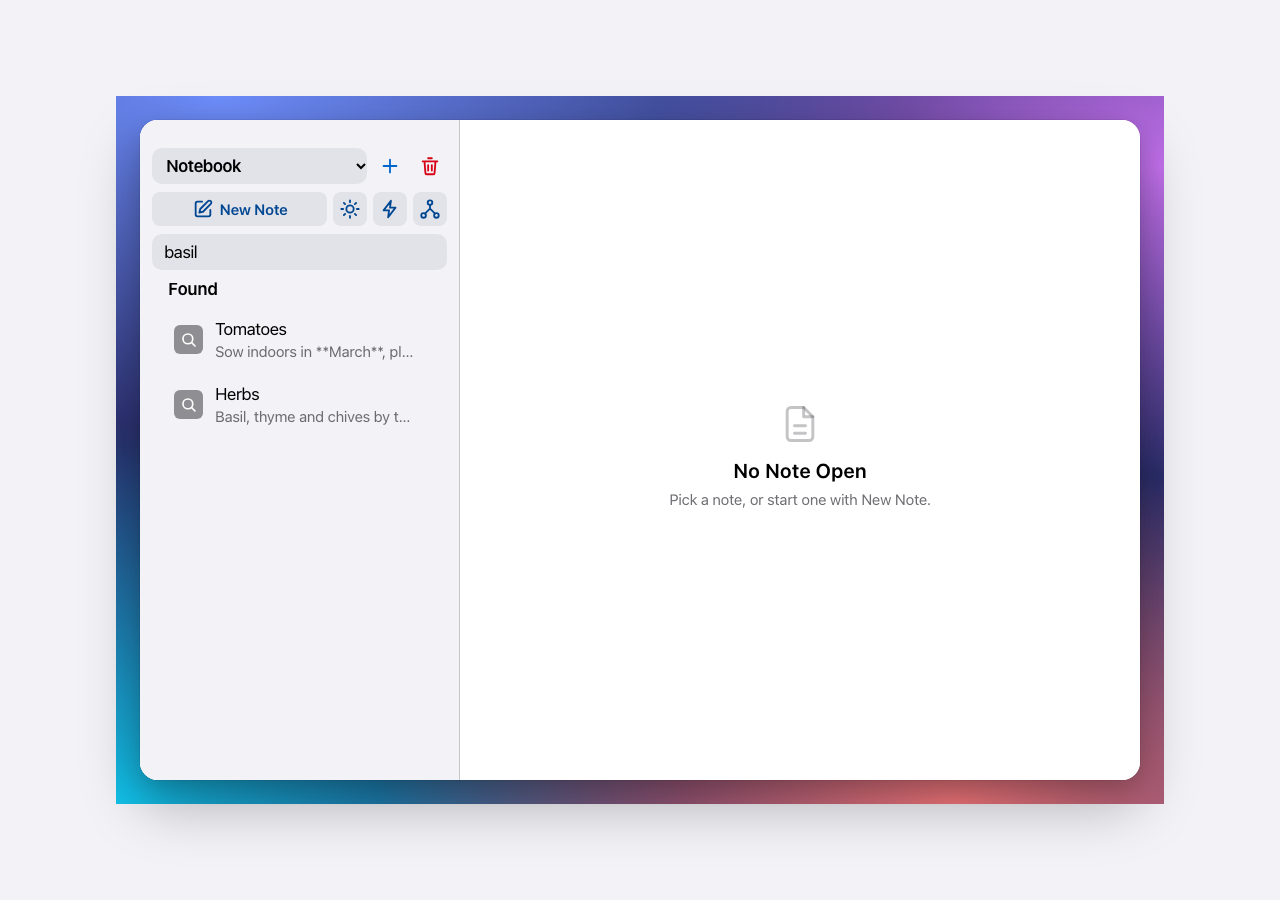 Notebook
New Note
basil
Found
Tomatoes
Sow indoors in **March**, pl...
Herbs
Basil, thyme and chives by t...
No Note Open
Pick a note, or start one with New Note.